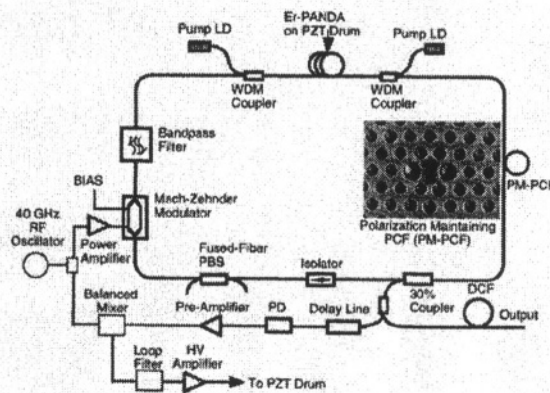 Er-PANDA
on PZT Drum
Pump LD
Pump LD
WDM
Coupler
WDM
Coupler
Bandpass
Filter
BIAS
Mach-Zehnder
Modulator
40 GHz
RF
Oscillator
Power
Amplifier
PM-PCF
Polarization Maintaining
PCF (PM-PCF)
Fused-Fiber
PBS
Isolator
30%
Coupler
DCF
Output
Balanced
Mixer
Pre-Amplifier
PD
Delay Line
Loop
Filter
HV
Amplifier
To PZT Drum